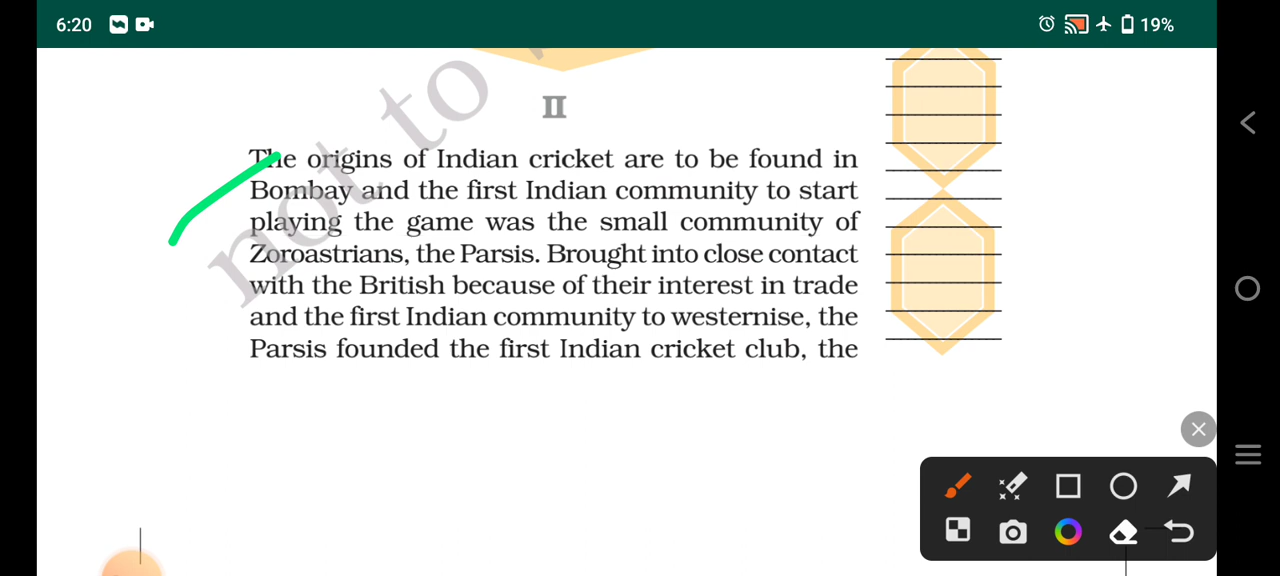 6:20
19%
not to
II
The origins of Indian cricket are to be found in
Bombay and the first Indian community to start
playing the game was the small community of
Zoroastrians, the Parsis. Brought into close contact
with the British because of their interest in trade
and the first Indian community to westernise, the
Parsis founded the first Indian cricket club, the